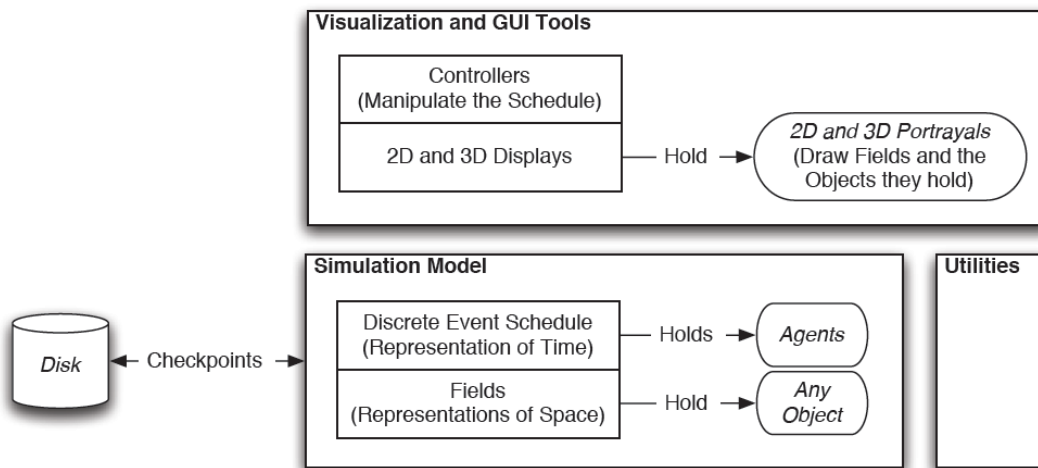 Visualization and GUI Tools
Controllers
(Manipulate the Schedule)
2D and 3D Displays
Hold
2D and 3D Portrayals
(Draw Fields and the
Objects they hold)
Simulation Model
Utilities
Disk
Checkpoints
Discrete Event Schedule
(Representation of Time)
Holds
Agents
Fields
(Representations of Space)
Hold
Any
Object